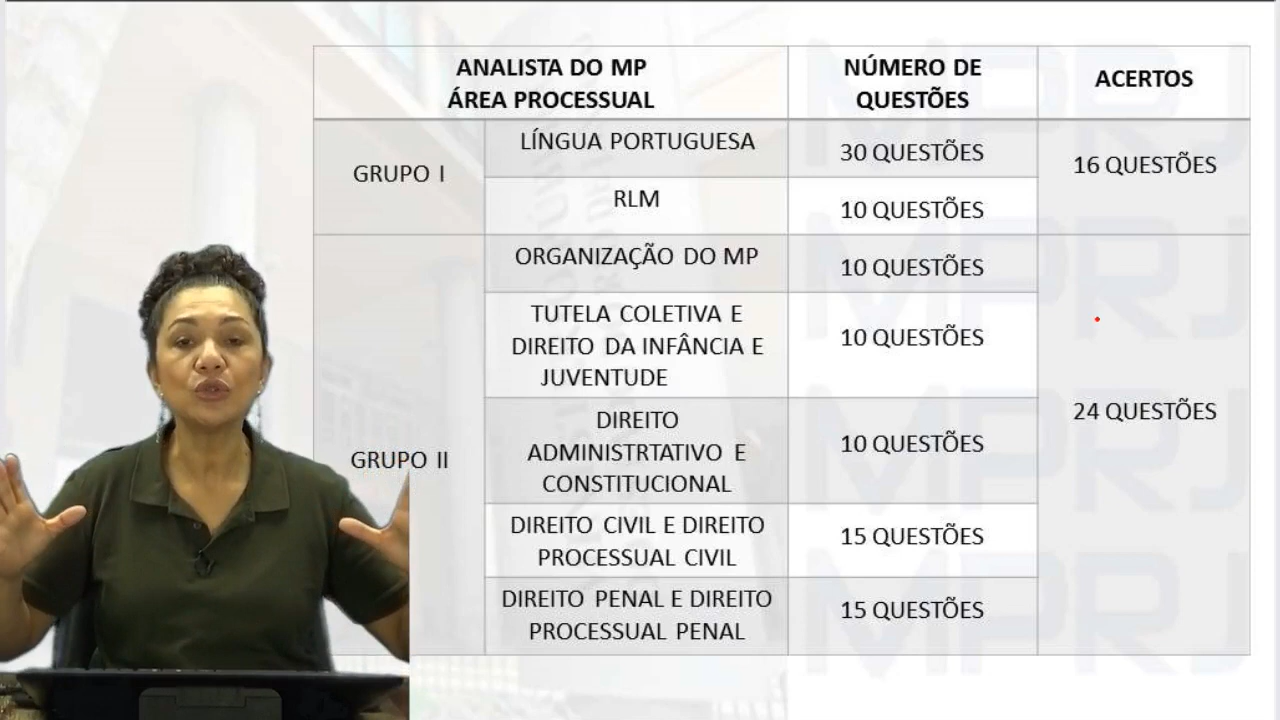 ANALISTA DO MP
ÁREA PROCESSUAL
NÚMERO DE
QUESTÕES
ACERTOS
GRUPO I
LÍNGUA PORTUGUESA
30 QUESTÕES
16 QUESTÕES
RLM
10 QUESTÕES
GRUPO II
ORGANIZAÇÃO DO MP
10 QUESTÕES
24 QUESTÕES
TUTELA COLETIVA E
DIREITO DA INFÂNCIA E
JUVENTUDE
10 QUESTÕES
DIREITO
ADMINISTRTATIVO E
CONSTITUCIONAL
10 QUESTÕES
DIREITO CIVIL E DIREITO
PROCESSUAL CIVIL
15 QUESTÕES
DIREITO PENAL E DIREITO
PROCESSUAL PENAL
15 QUESTÕES
MPRJ
MPRJ
MPRJ
MPRJ